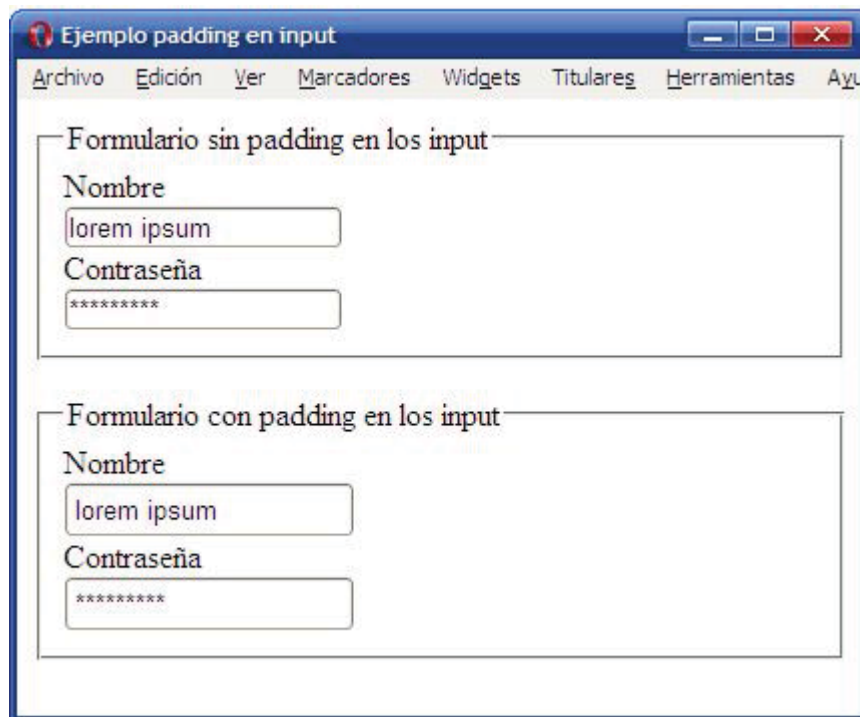 Ejemplo padding en input
Archivo Edición Ver Marcadores Widgets Titulares Herramientas Ayu
Formulario sin padding en los input
Nombre
lorem ipsum
Contraseña
*********
Formulario con padding en los input
Nombre
lorem ipsum
Contraseña
*********